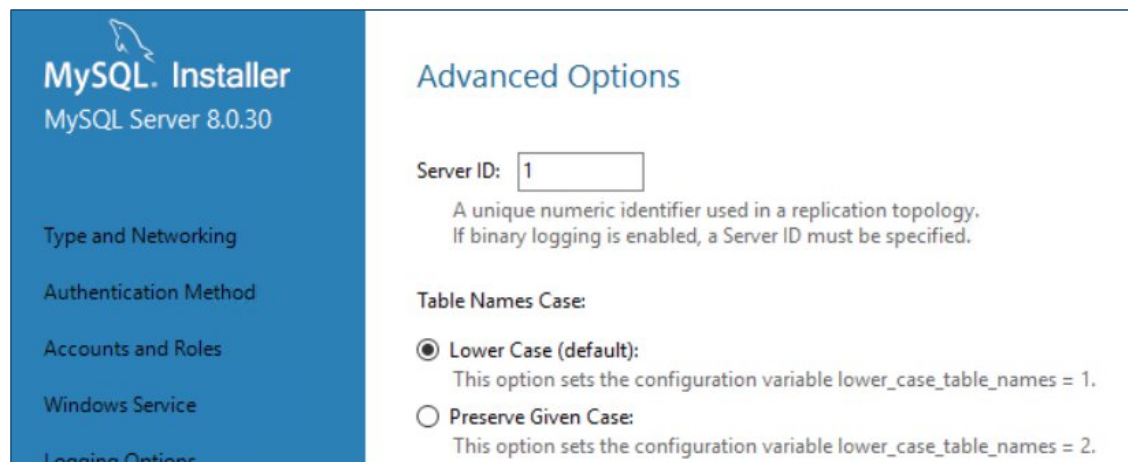 MySQL. Installer
MySQL Server 8.0.30
Type and Networking
Authentication Method
Accounts and Roles
Windows Service
Logging Options
Advanced Options
Server ID: 1
A unique numeric identifier used in a replication topology.
If binary logging is enabled, a Server ID must be specified.
Table Names Case:
Lower Case (default):
This option sets the configuration variable lower_case_table_names = 1.
Preserve Given Case:
This option sets the configuration variable lower_case_table_names = 2.